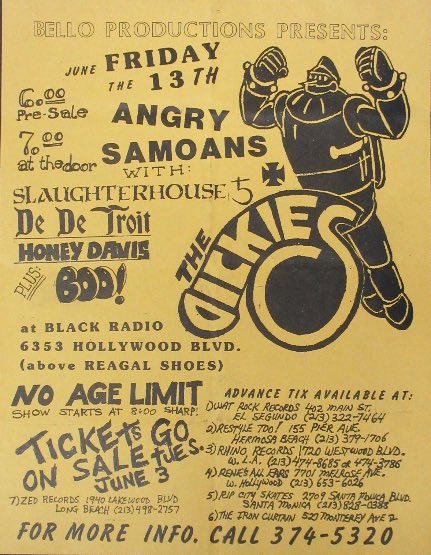 BELLO PRODUCTIONS PRESENTS:
JUNE FRIDAY
THE 13TH
6.00
Pre-Sale
7.00
at the door
ANGRY
SAMOANS
WITH:
SLAUGHTERHOUSE 5
De De Troit
HONEY DAVIS
PLUS: BOO!
THE
DICKIES
at BLACK RADIO
6353 HOLLYWOOD BLVD.
(above REAGAL SHOES)
NO AGE LIMIT
SHOW STARTS AT 8:00 SHARP!
TICKETS GO
ON SALE TUES.
JUNE 3
7) ZED RECORDS 1940 LAKEWOOD BLVD
LONG BEACH (213) 498-2757
ADVANCE TIX AVAILABLE AT:
1) VAT ROCK RECORDS 402 MAIN ST.
EL SEGUNDO (213) 322-7464
2) RESTYLE TOO! 155 PIER AVE.
HERMOSA BEACH (213) 379-1706
3) RHINO RECORDS 1720 WESTWOOD BLVD.
W. L.A. (213) 474-8685 or 474-3786
4) RENE'S ALL EARS 7701 MELROSE AVE.
W. HOLLYWOOD (213) 653-6026
5) RIP CITY SKATES 2709 SANTA MONICA BLVD.
SANTA MONICA (213) 828-0388
6) THE IRON CURTAIN 520 MONTEREY AVE
FOR MORE INFO. CALL 374-5320